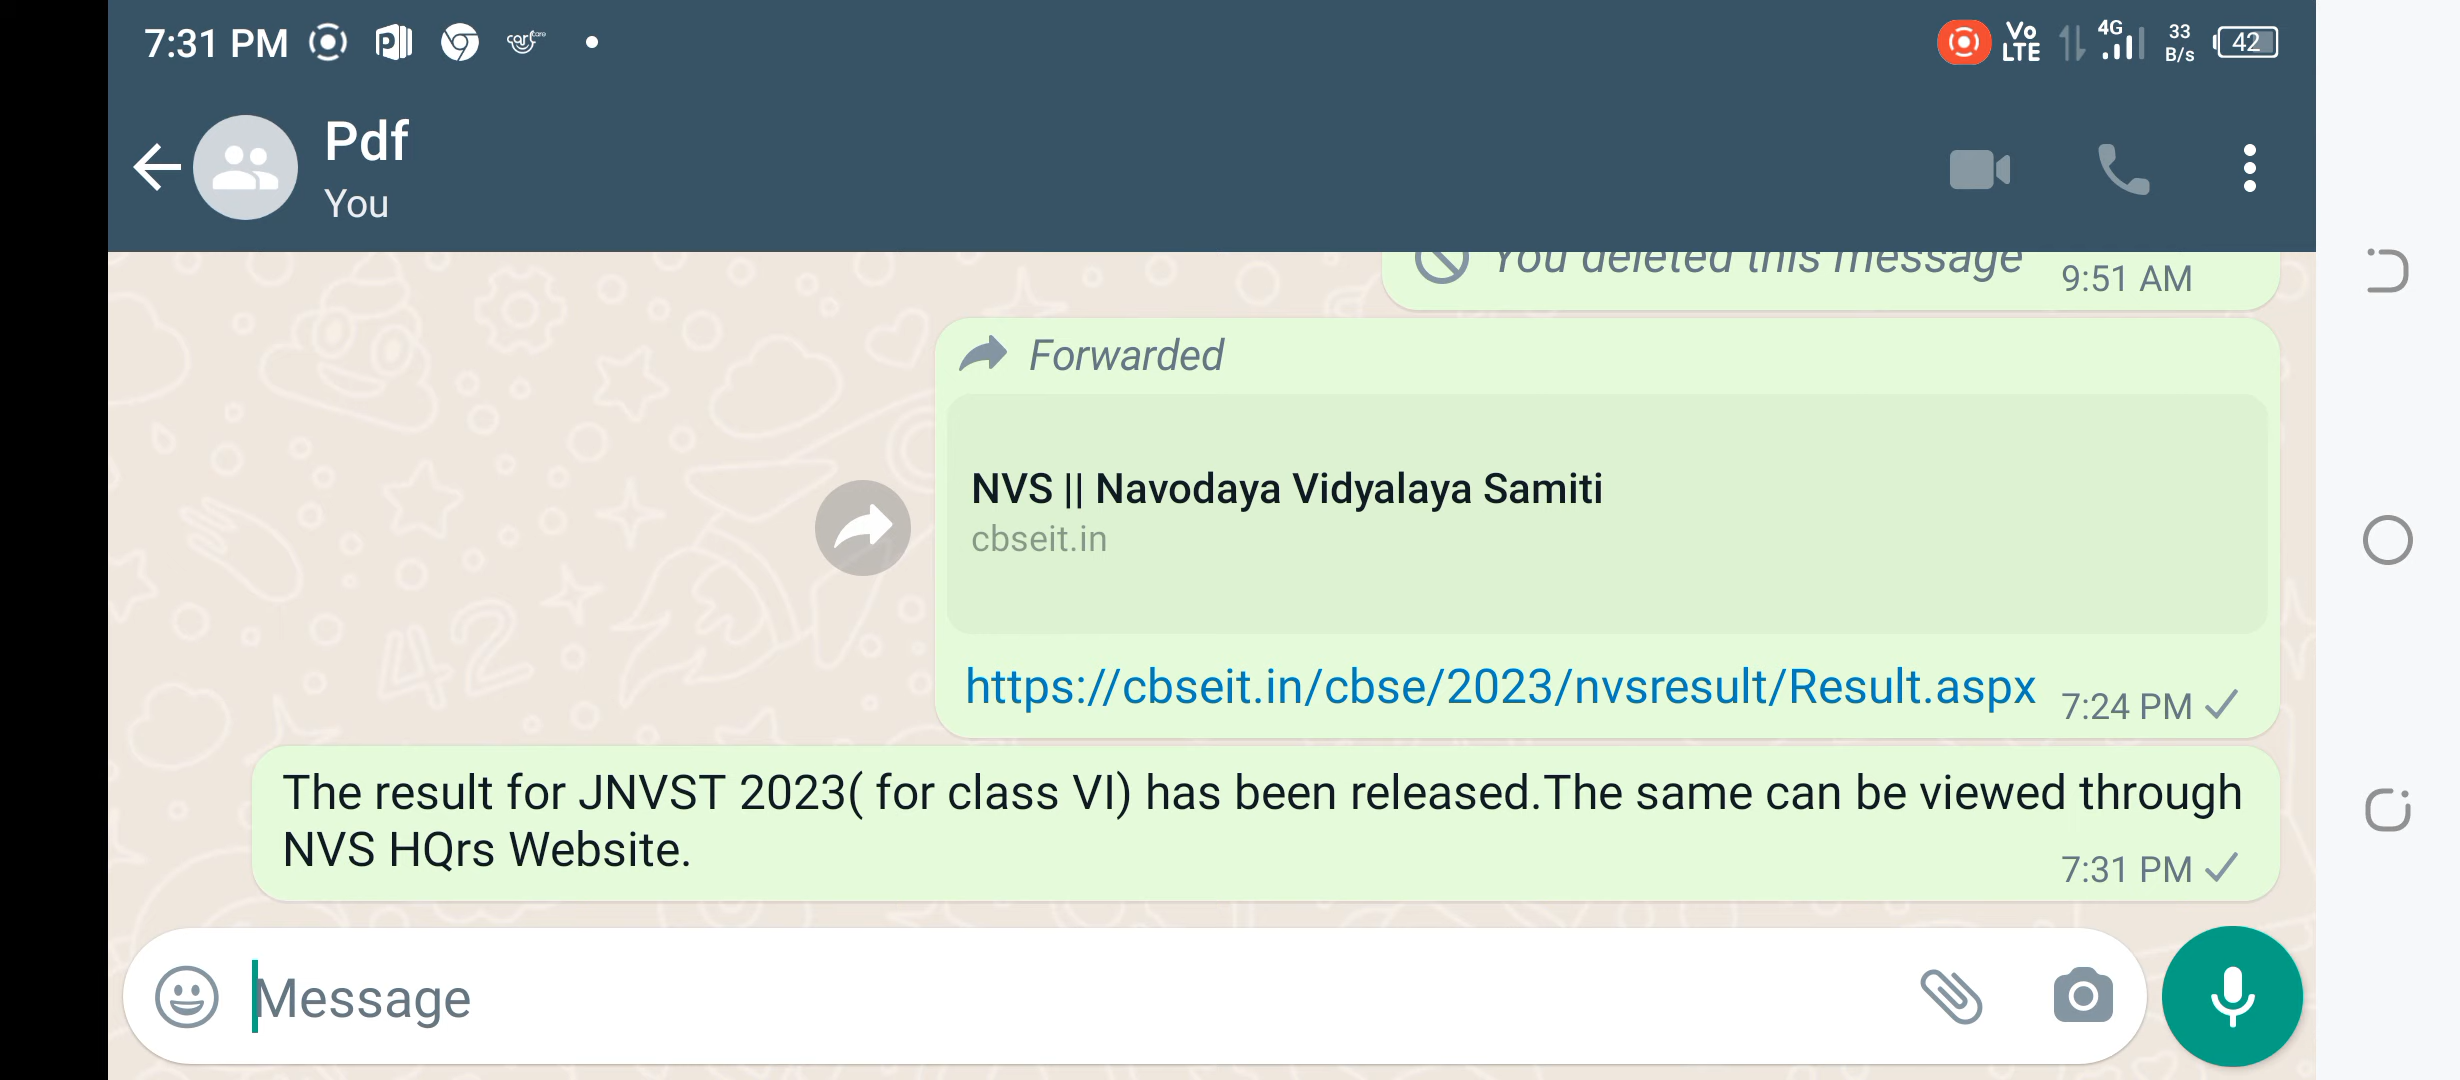 7:31 PM
Vo LTE 4G 33 B/s 42
Pdf
You
You deleted this message 9:51 AM
Forwarded
NVS || Navodaya Vidyalaya Samiti
cbseit.in
https://cbseit.in/cbse/2023/nvsresult/Result.aspx 7:24 PM
The result for JNVST 2023( for class VI) has been released.The same can be viewed through
NVS HQrs Website.
7:31 PM
Message